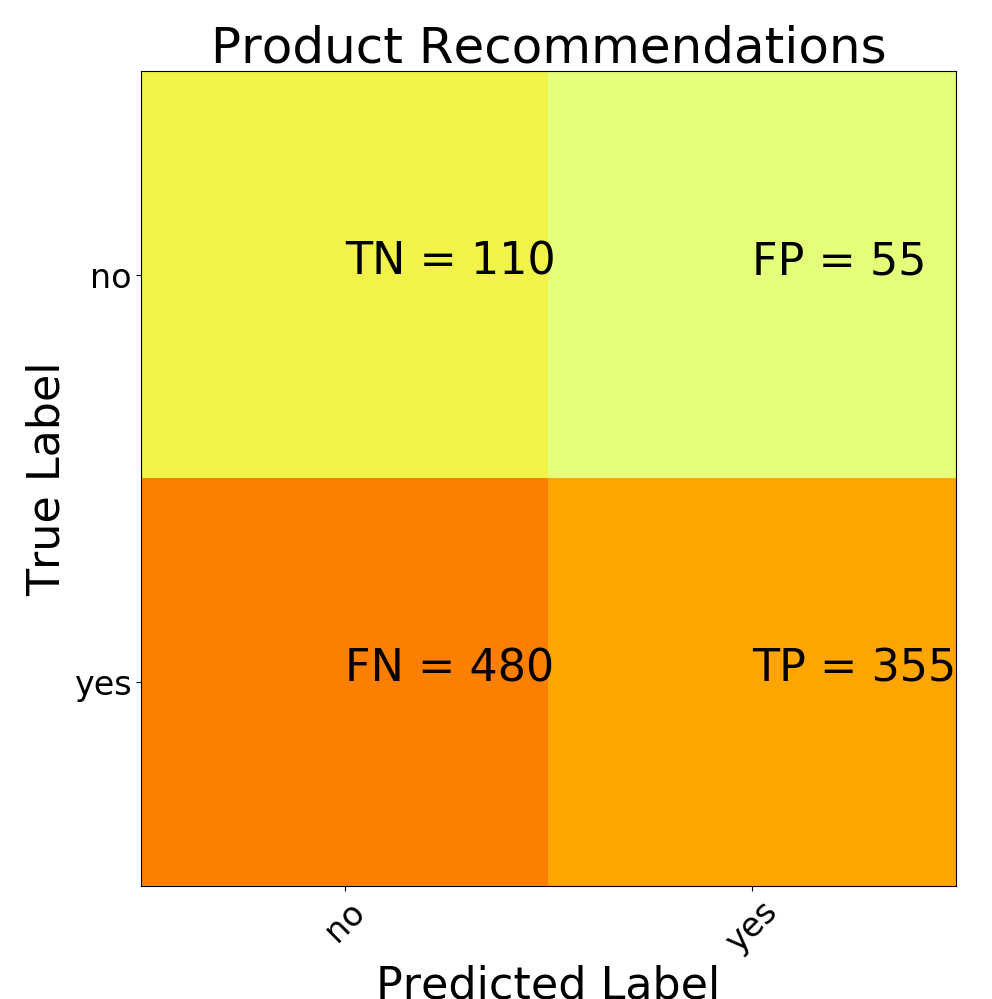 Product Recommendations
True Label
no
TN = 110
FP = 55
yes
FN = 480
TP = 355
no
yes
Predicted Label